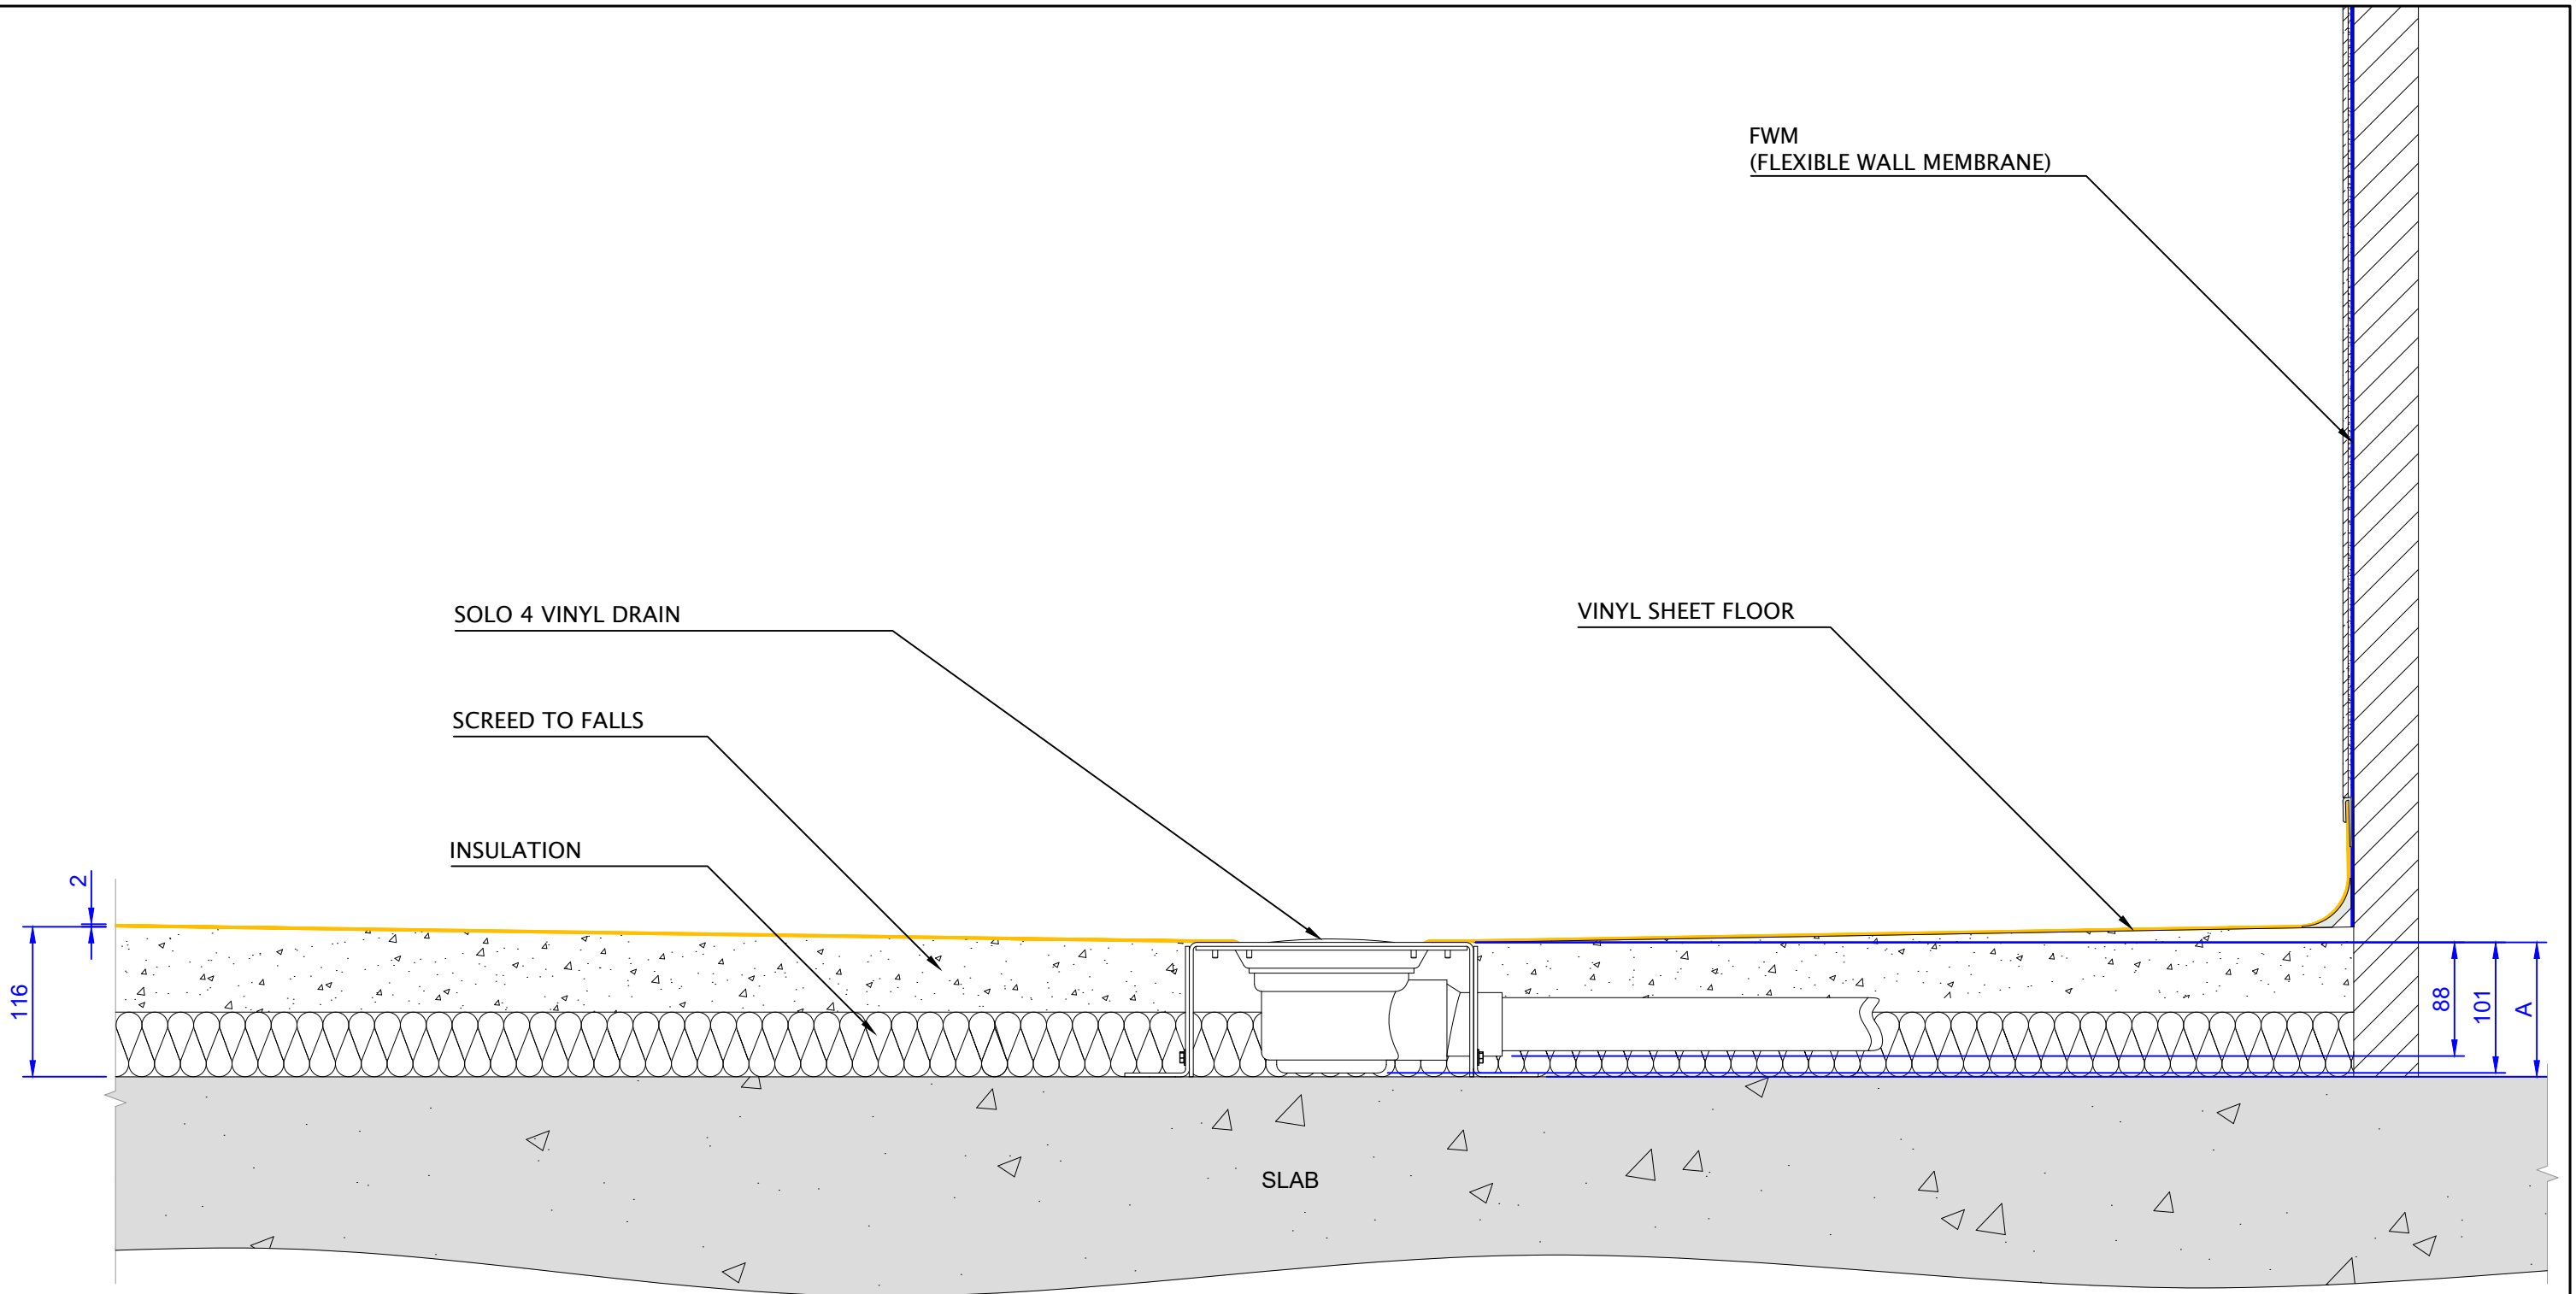 FWM
(FLEXIBLE WALL MEMBRANE)
SOLO 4 VINYL DRAIN
VINYL SHEET FLOOR
SCREED TO FALLS
INSULATION
2
116
88
101
A
SLAB